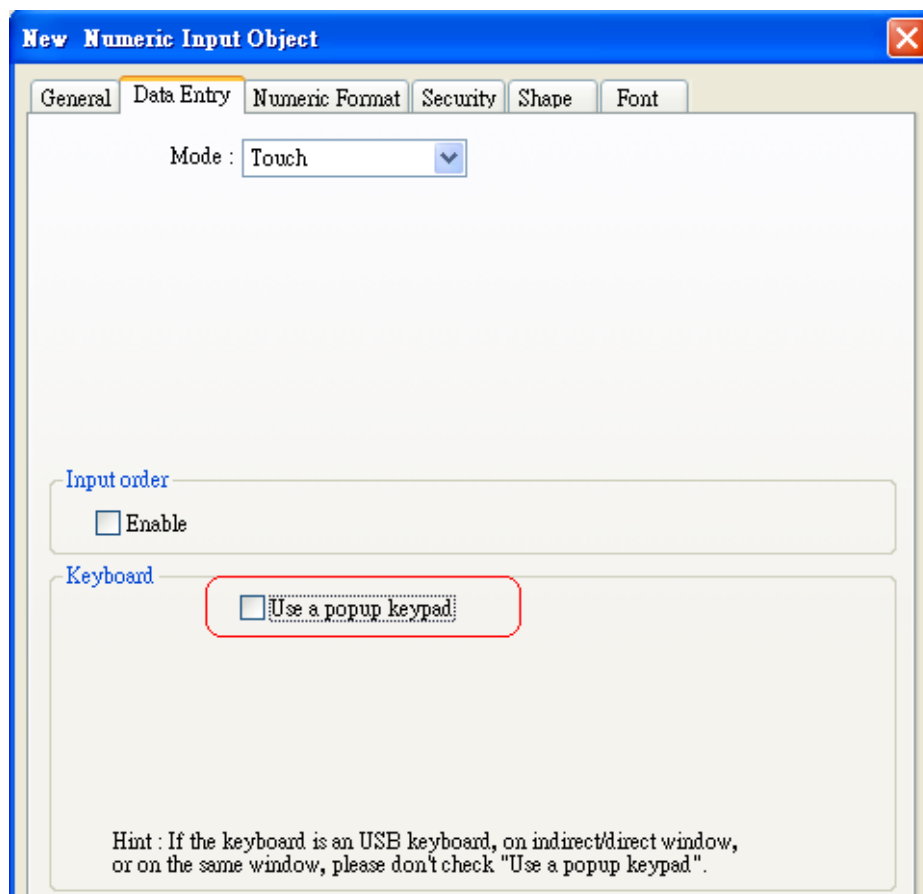 New Numeric Input Object
General Data Entry Numeric Format Security Shape Font
Mode : Touch
Input order
Enable
Keyboard
Use a popup keypad
Hint : If the keyboard is an USB keyboard, on indirect/direct window,
or on the same window, please don't check "Use a popup keypad".